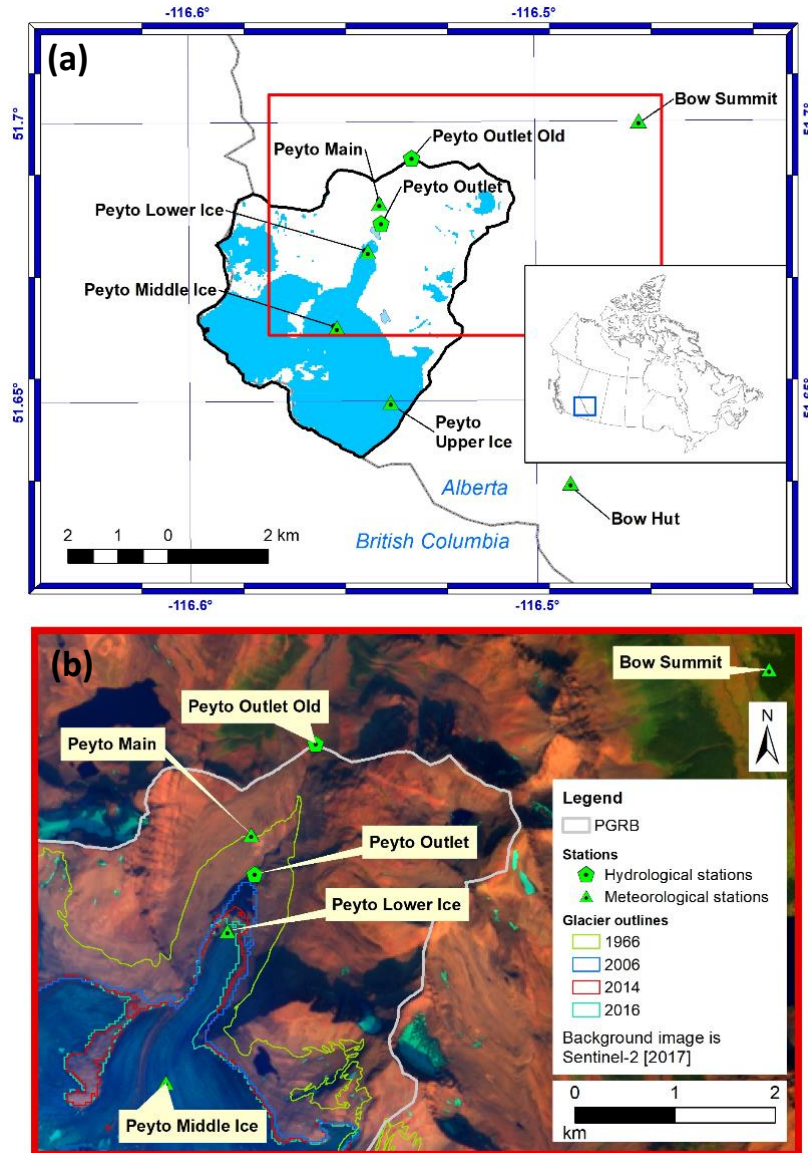 -116.6°
-116.5°
(a)
51.7°
51.7°
Bow Summit
Peyto Outlet Old
Peyto Main
Peyto Outlet
Peyto Lower Ice
Peyto Middle Ice
51.65°
51.65°
Peyto
Upper Ice
Alberta
Bow Hut
British Columbia
2 1 0 2 km
-116.6°
-116.5°
(b)
Bow Summit
Peyto Outlet Old
Peyto Main
N
Peyto Outlet
Peyto Lower Ice
Peyto Middle Ice
Legend
PGRB
Stations
Hydrological stations
Meteorological stations
Glacier outlines
1966
2006
2014
2016
Background image is
Sentinel-2 [2017]
0 1 2
km